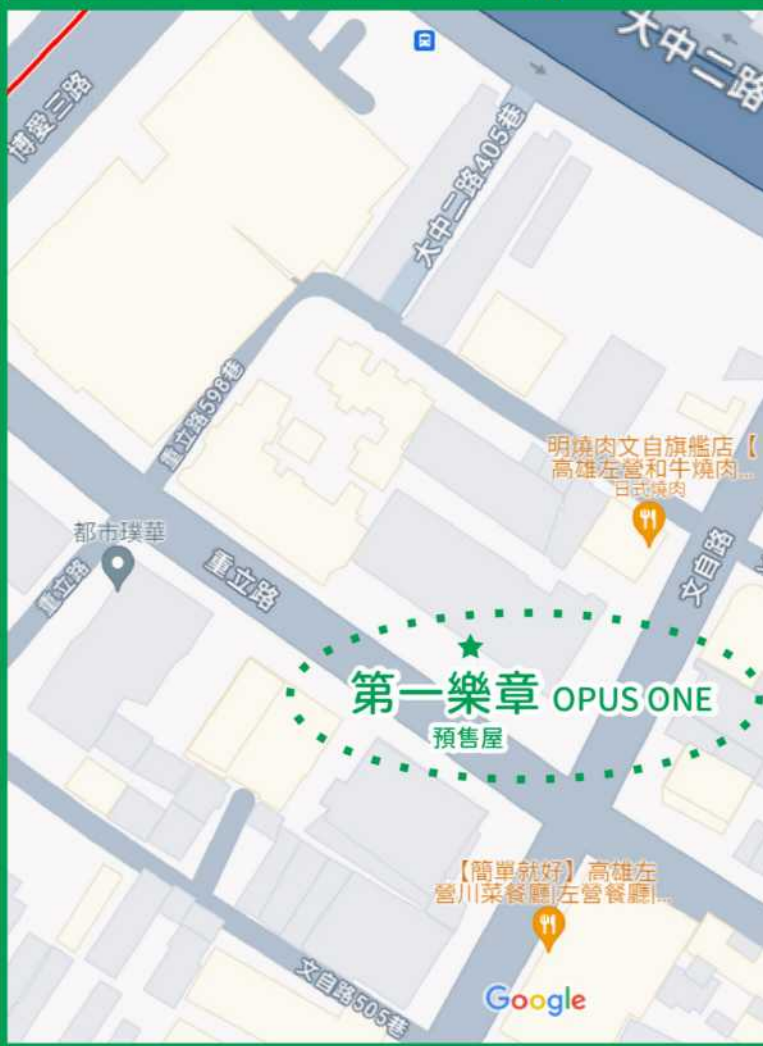 大中二路
博愛三路
大中二路405巷
重立路598巷
明燒肉文自旗艦店【
高雄左營和牛燒肉...
日式燒肉
都市璞華
重立路
重立路
文自路
第一樂章 OPUS ONE
預售屋
【簡單就好】高雄左
營川菜餐廳|左營餐廳|...
文自路505巷
Google